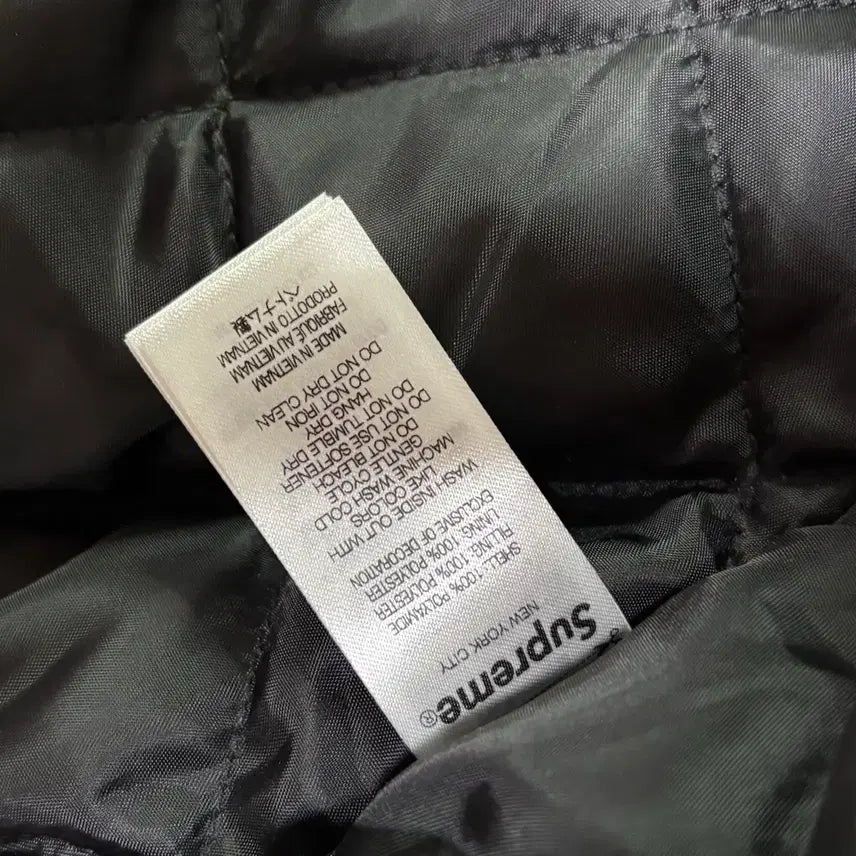 Supreme®
NEW YORK CITY
SHELL: 100% POLYAMIDE
FILLING: 100% POLYESTER
LINING: 100% POLYESTER
EXCLUSIVE OF DECORATION
WASH INSIDE OUT WITH
LIKE COLORS
MACHINE WASH COLD
GENTLE CYCLE
DO NOT BLEACH
DO NOT USE SOFTENER
DO NOT TUMBLE DRY
HANG DRY
DO NOT IRON
DO NOT DRY CLEAN
MADE IN VIETNAM
FABRIQUÉ AU VIETNAM
PRODOTTO IN VIETNAM
ベトナム製